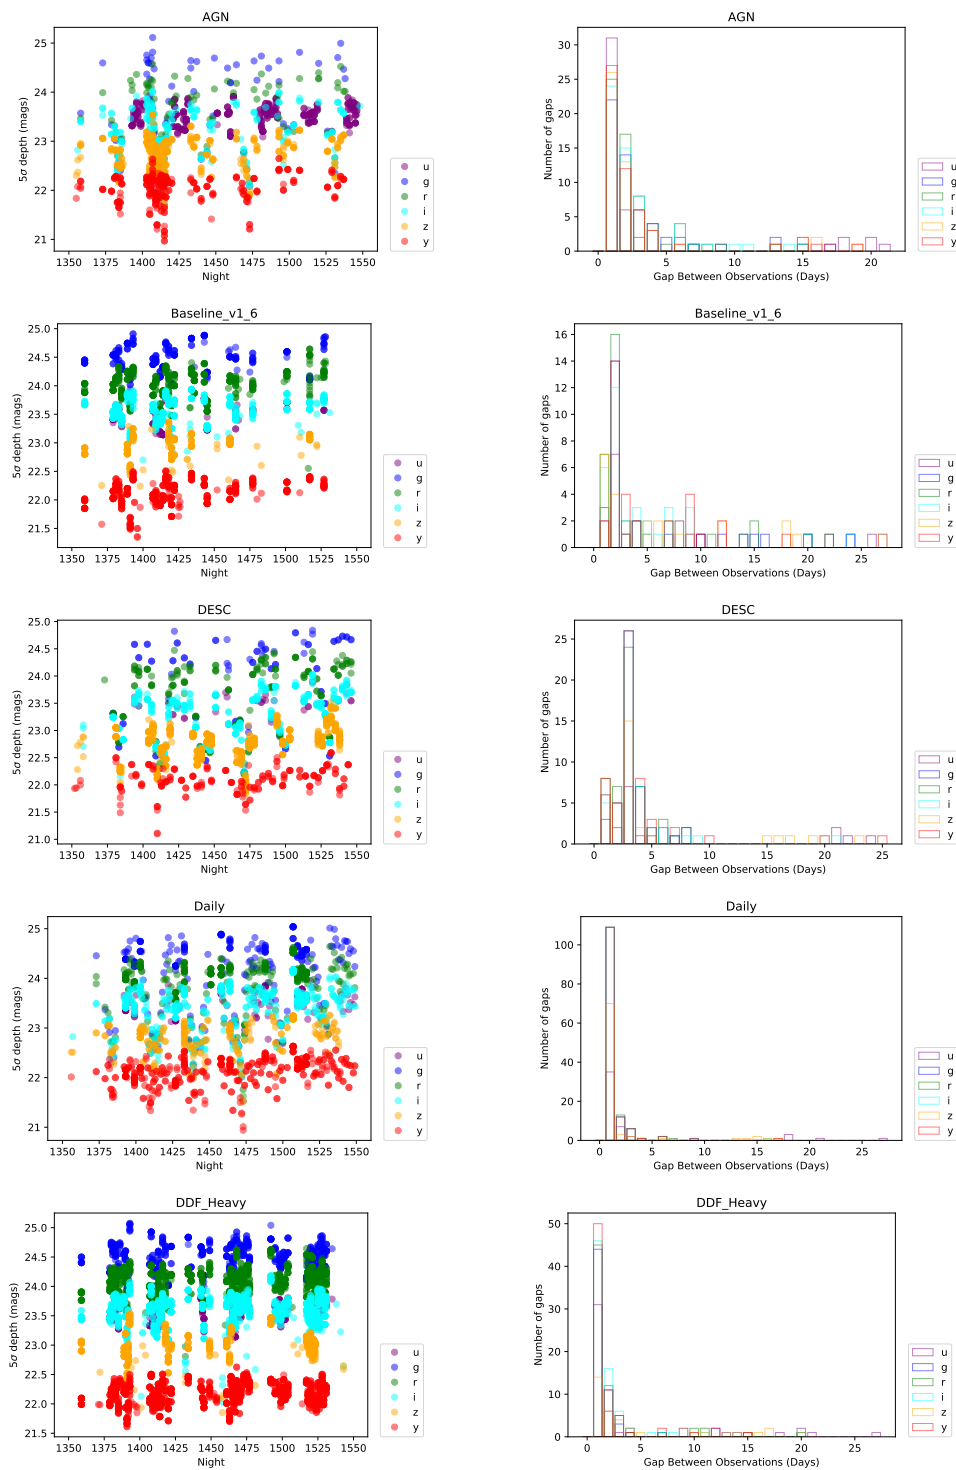 AGN
5σ depth (mags)
25
24
23
22
21
1350 1400 1425 1450 1475 1500 1525 1550
1375
Night
u
g
r
i
z
y
AGN
Number of gaps
30
25
20
15
10
5
0
0 5 10 15 20
Gap Between Observations (Days)
u
g
r
i
z
y
Baseline_v1_6
5σ depth (mags)
25.0
24.5
24.0
23.5
23.0
22.5
22.0
21.5
1350 1375 1400 1425 1450 1475 1500 1525 1550
Night
u
g
r
i
z
y
Baseline_v1_6
Number of gaps
16
14
12
10
8
6
4
2
0
0 5 10 15 20 25
Gap Between Observations (Days)
u
g
r
i
z
y
DESC
5σ depth (mags)
25.0
24.5
24.0
23.5
23.0
22.5
22.0
21.5
21.0
1350 1375 1400 1425 1450 1475 1500 1525 1550
Night
u
g
r
i
z
y
DESC
Number of gaps
25
20
15
10
5
0
0 5 10 15 20 25
Gap Between Observations (Days)
u
g
r
i
z
y
Daily
5σ depth (mags)
25
24
23
22
21
1350 1375 1400 1425 1450 1475 1500 1525 1550
Night
u
g
r
i
z
y
Daily
Number of gaps
100
80
60
40
20
0
0 5 10 15 20 25
Gap Between Observations (Days)
u
g
r
i
z
y
DDF_Heavy
5σ depth (mags)
25.0
24.5
24.0
23.5
23.0
22.5
22.0
21.5
1350 1375 1400 1425 1450 1475 1500 1525 1550
Night
u
g
r
i
z
y
DDF_Heavy
Number of gaps
50
40
30
20
10
0
0 5 10 15 20 25
Gap Between Observations (Days)
u
g
r
i
z
y